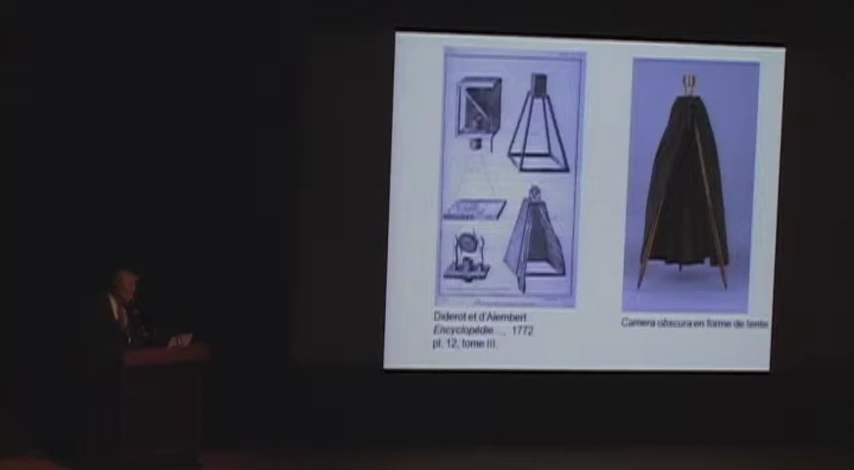 Diderot et d'Alembert
Encyclopédie ..., 1772
pl. 12, tome III.
Camera obscura en forme de tente